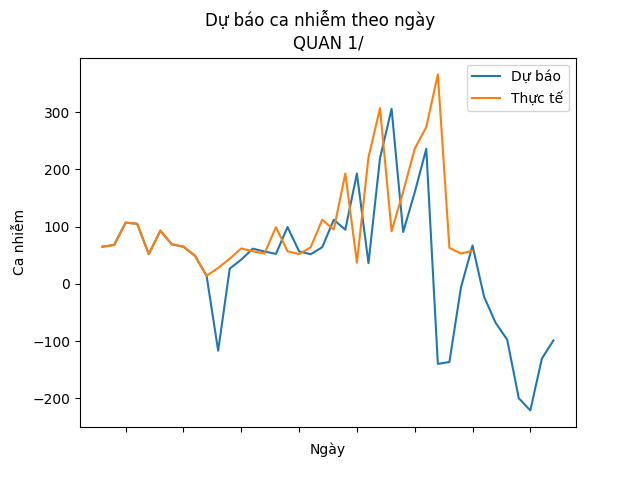 Dự báo ca nhiễm theo ngày
QUAN 1/
Dự báo
Thực tế
300
200
100
0
−100
−200
Ca nhiễm
Ngày